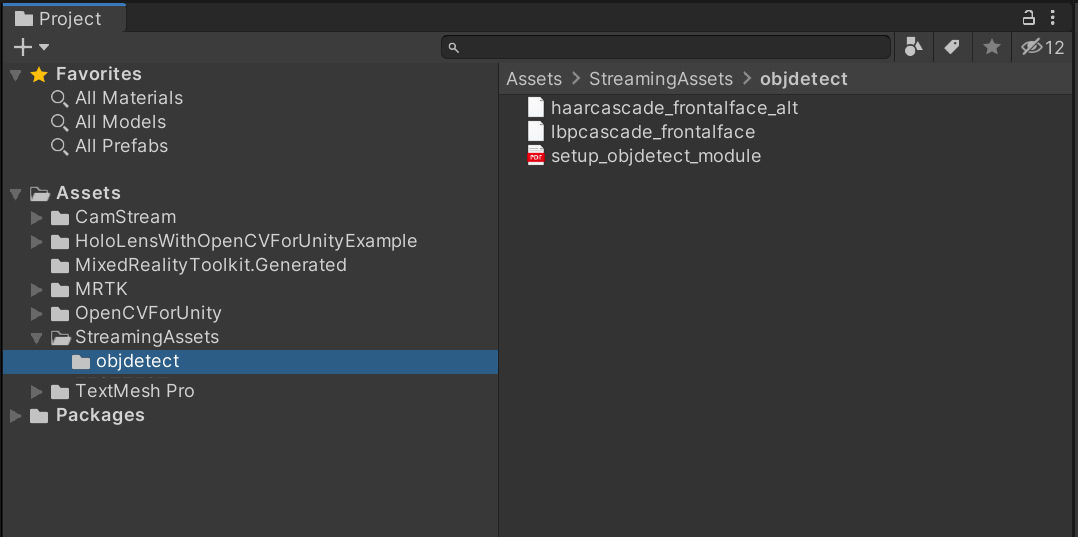 Project
12
Favorites
All Materials
All Models
All Prefabs
Assets
CamStream
HoloLensWithOpenCVForUnityExample
MixedRealityToolkit.Generated
MRTK
OpenCVForUnity
StreamingAssets
objdetect
TextMesh Pro
Packages
Assets > StreamingAssets > objdetect
haarcascade_frontalface_alt
lbpcascade_frontalface
PDF setup_objdetect_module